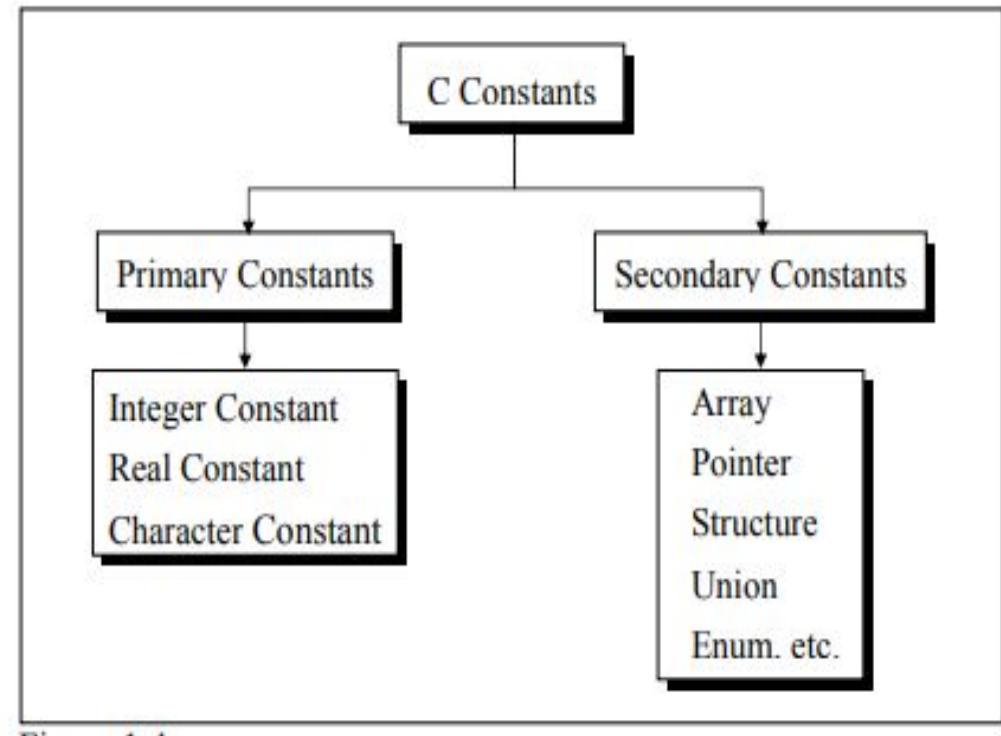 C Constants
Primary Constants
Secondary Constants
Integer Constant
Real Constant
Character Constant
Array
Pointer
Structure
Union
Enum. etc.